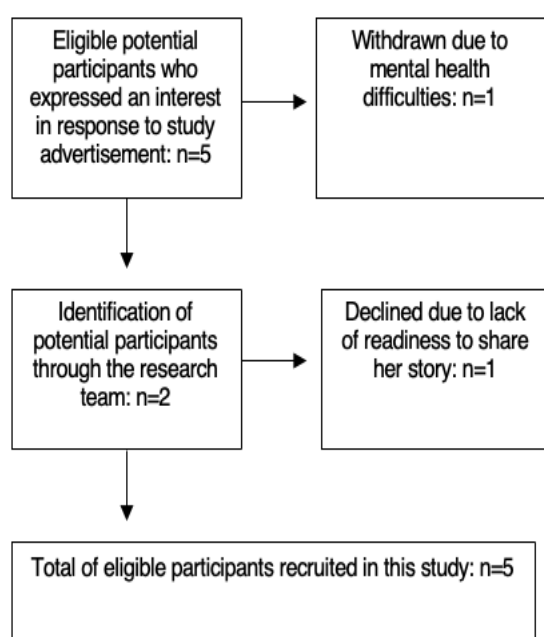 Eligible potential
participants who
expressed an interest
in response to study
advertisement: n=5
Withdrawn due to
mental health
difficulties: n=1
Identification of
potential participants
through the research
team: n=2
Declined due to lack
of readiness to share
her story: n=1
Total of eligible participants recruited in this study: n=5